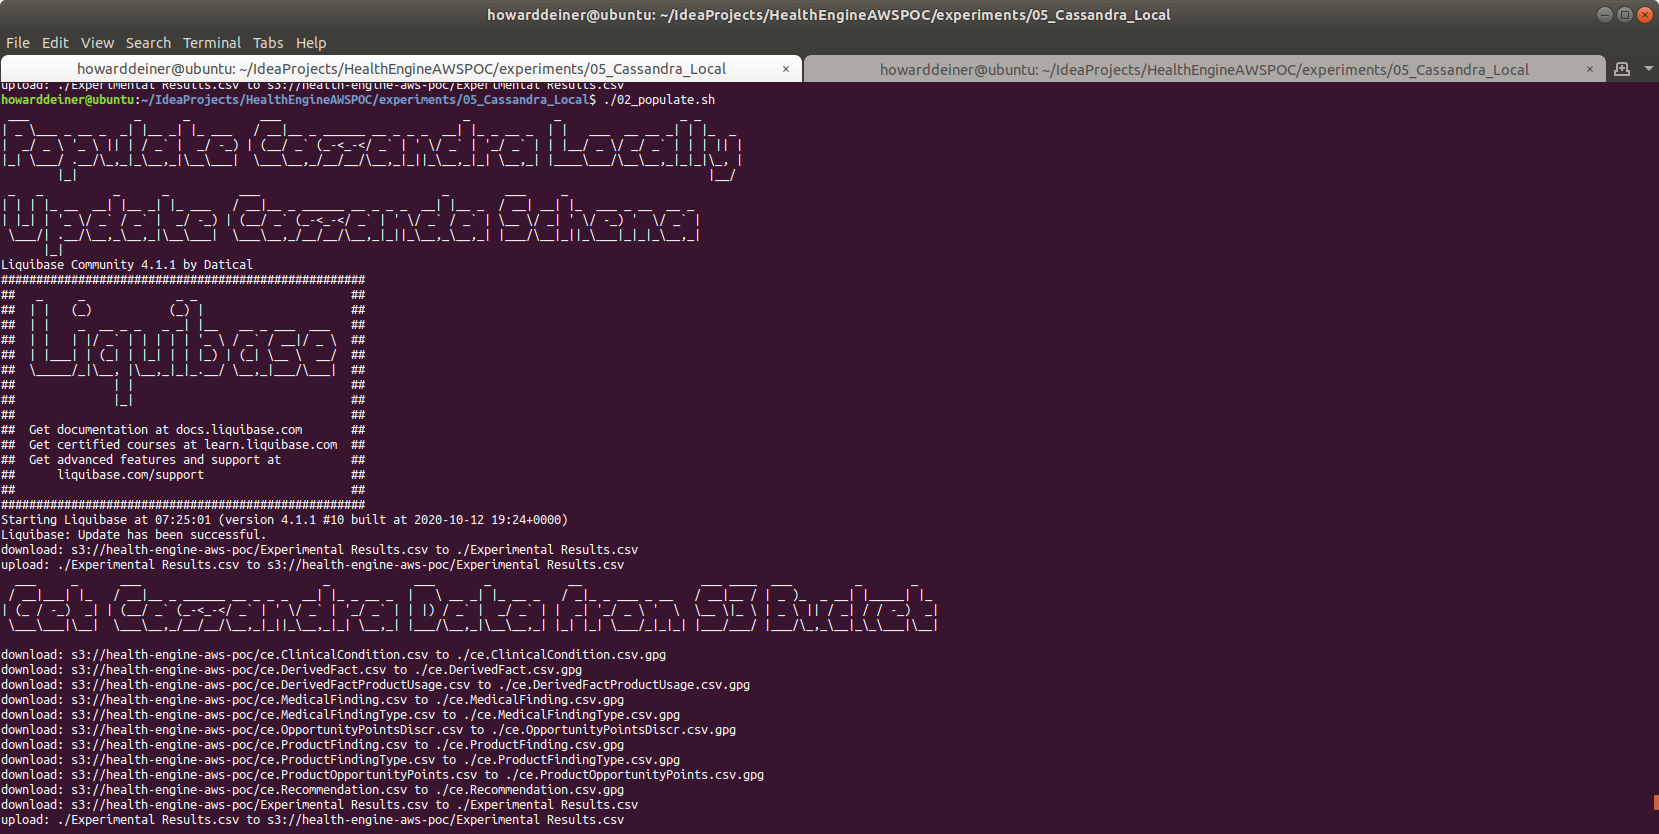 howarddeiner@ubuntu: ~/IdeaProjects/HealthEngineAWSPOC/experiments/05_Cassandra_Local
File Edit View Search Terminal Tabs Help
howarddeiner@ubuntu: ~/IdeaProjects/HealthEngineAWSPOC/experiments/05_Cassandra_Local × howarddeiner@ubuntu: ~/IdeaProjects/HealthEngineAWSPOC/experiments/05_Cassandra_Local ×
upload: ./Experimental Results.csv to s3://health-engine-aws-poc/Experimental Results.csv
howarddeiner@ubuntu:~/IdeaProjects/HealthEngineAWSPOC/experiments/05_Cassandra_Local$ ./02_populate.sh
Populate Cassandra Locally
Update Cassandra Schema
Liquibase Community 4.1.1 by Datical
####################################################
Liquibase
## Get documentation at docs.liquibase.com ##
## Get certified courses at learn.liquibase.com ##
## Get advanced features and support at ##
## liquibase.com/support ##
## ##
####################################################
Starting Liquibase at 07:25:01 (version 4.1.1 #10 built at 2020-10-12 19:24+0000)
Liquibase: Update has been successful.
download: s3://health-engine-aws-poc/Experimental Results.csv to ./Experimental Results.csv
upload: ./Experimental Results.csv to s3://health-engine-aws-poc/Experimental Results.csv
Get Cassandra Data from S3 Bucket
download: s3://health-engine-aws-poc/ce.ClinicalCondition.csv to ./ce.ClinicalCondition.csv.gpg
download: s3://health-engine-aws-poc/ce.DerivedFact.csv to ./ce.DerivedFact.csv.gpg
download: s3://health-engine-aws-poc/ce.DerivedFactProductUsage.csv to ./ce.DerivedFactProductUsage.csv.gpg
download: s3://health-engine-aws-poc/ce.MedicalFinding.csv to ./ce.MedicalFinding.csv.gpg
download: s3://health-engine-aws-poc/ce.MedicalFindingType.csv to ./ce.MedicalFindingType.csv.gpg
download: s3://health-engine-aws-poc/ce.OpportunityPointsDiscr.csv to ./ce.OpportunityPointsDiscr.csv.gpg
download: s3://health-engine-aws-poc/ce.ProductFinding.csv to ./ce.ProductFinding.csv.gpg
download: s3://health-engine-aws-poc/ce.ProductFindingType.csv to ./ce.ProductFindingType.csv.gpg
download: s3://health-engine-aws-poc/ce.ProductOpportunityPoints.csv to ./ce.ProductOpportunityPoints.csv.gpg
download: s3://health-engine-aws-poc/ce.Recommendation.csv to ./ce.Recommendation.csv.gpg
download: s3://health-engine-aws-poc/Experimental Results.csv to ./Experimental Results.csv
upload: ./Experimental Results.csv to s3://health-engine-aws-poc/Experimental Results.csv